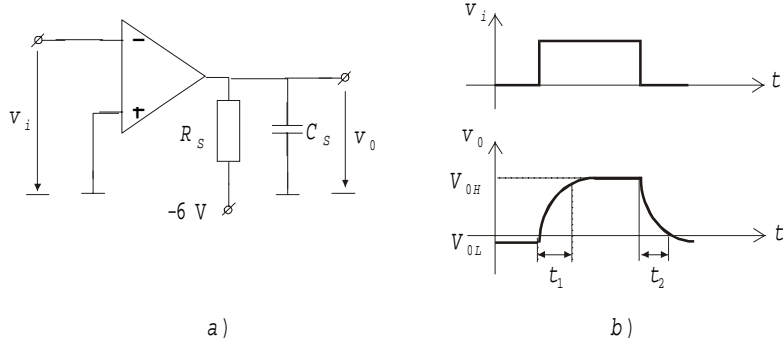 v_i
−
+
R_S
C_S
v_0
-6 V
a)
v_i
t
v_0
V_0H
V_0L
t
t_1
t_2
b)